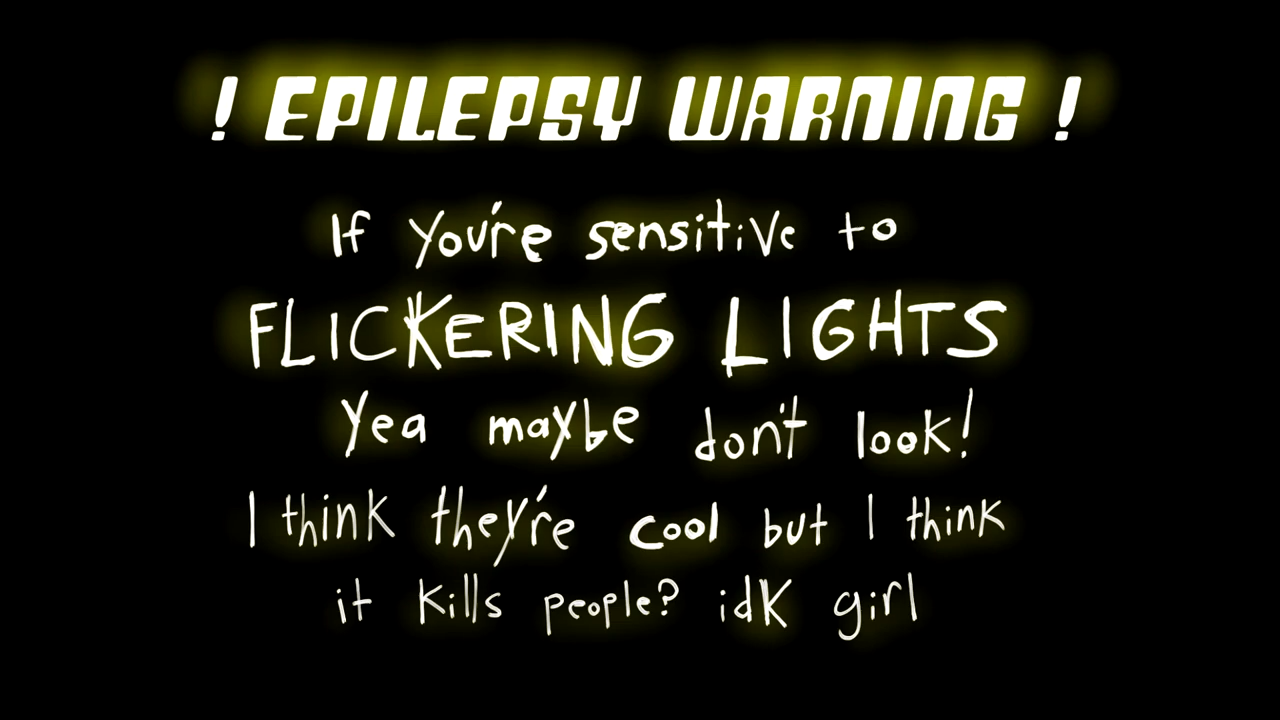 ! EPILEPSY WARNING !
If you're sensitive to
FLICKERING LIGHTS
Yea maybe don't look!
I think they're cool but I think
it kills people? idk girl